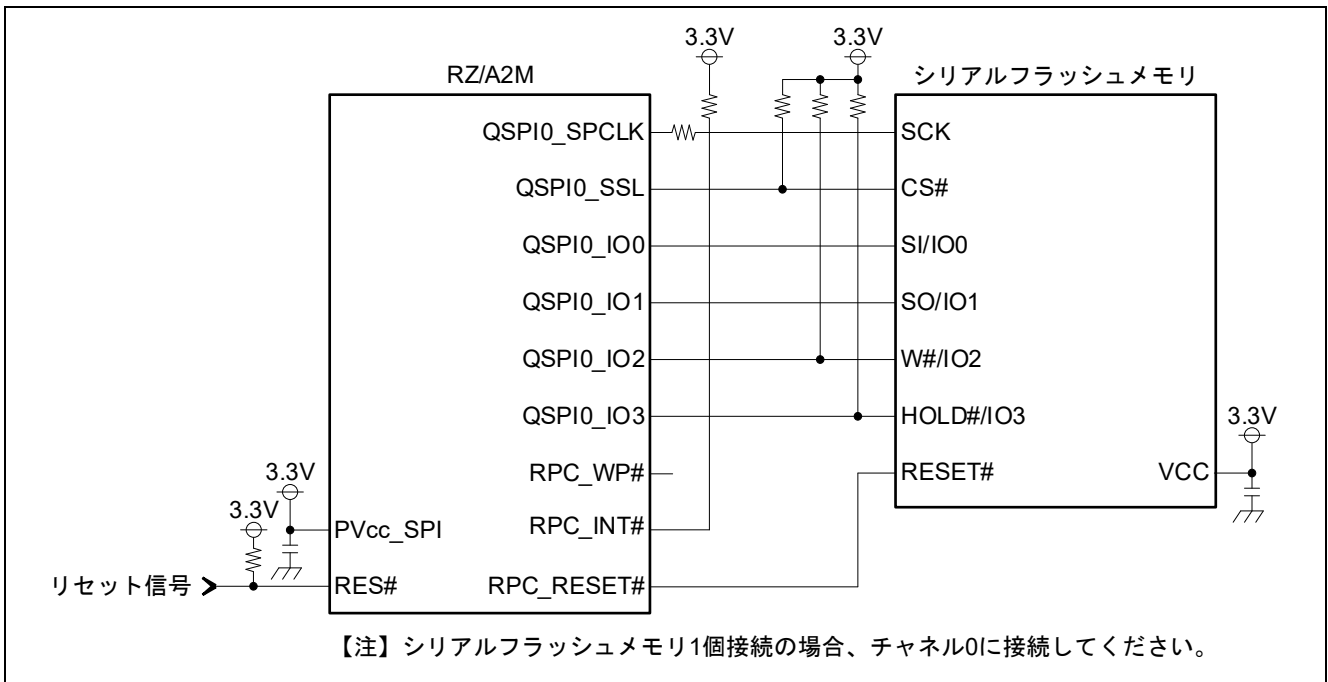 3.3V
3.3V
RZ/A2M
シリアルフラッシュメモリ
QSPI0_SPCLK
SCK
QSPI0_SSL
CS#
QSPI0_IO0
SI/IO0
QSPI0_IO1
SO/IO1
QSPI0_IO2
W#/IO2
QSPI0_IO3
HOLD#/IO3
3.3V
RPC_WP#
RESET#
VCC
3.3V
3.3V
PVcc_SPI
RPC_INT#
リセット信号
RES#
RPC_RESET#
【注】シリアルフラッシュメモリ1個接続の場合、チャネル0に接続してください。